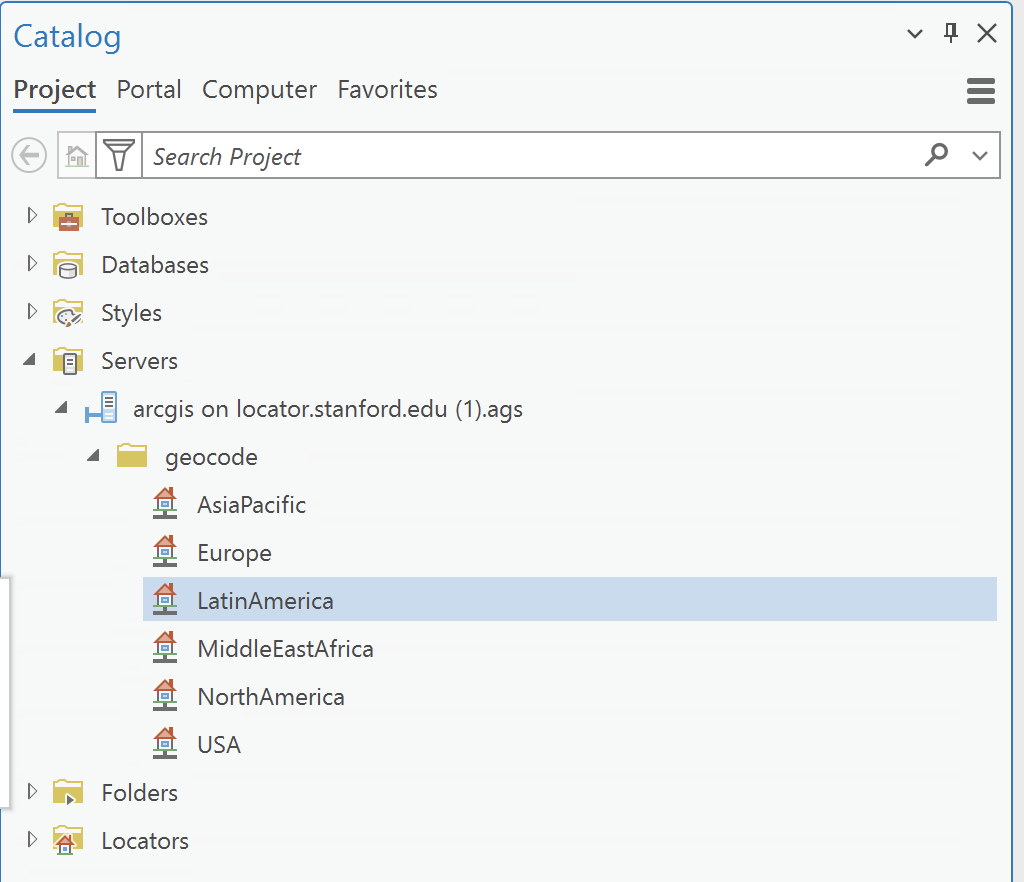 Catalog
Project Portal Computer Favorites
Search Project
Toolboxes
Databases
Styles
Servers
arcgis on locator.stanford.edu (1).ags
geocode
AsiaPacific
Europe
LatinAmerica
MiddleEastAfrica
NorthAmerica
USA
Folders
Locators